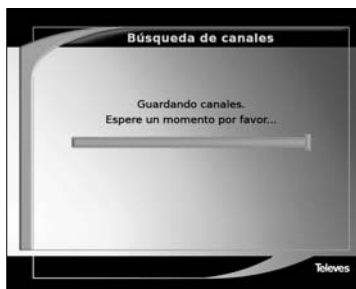 Búsqueda de canales
Guardando canales.
Espere un momento por favor...
Televes